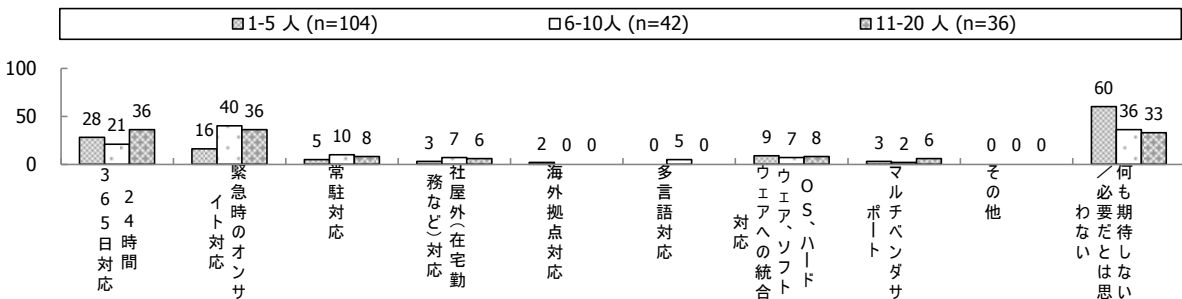 1-5 人 (n=104) 6-10人 (n=42) 11-20 人 (n=36)
100
50
0
28 21 36
16 40 36
5 10 8
3 7 6
2 0 0
0 5 0
9 7 8
3 2 6
0 0 0
60 36 33
24時間
365日対応
緊急時のオンサ
イト対応
常駐対応
社屋外(在宅勤
務など)対応
海外拠点対応
多言語対応
OS、ハード
ウェア、ソフト
ウェアへの統合
対応
マルチベンダサ
ポート
その他
何も期待しない
/必要だとは思
わない